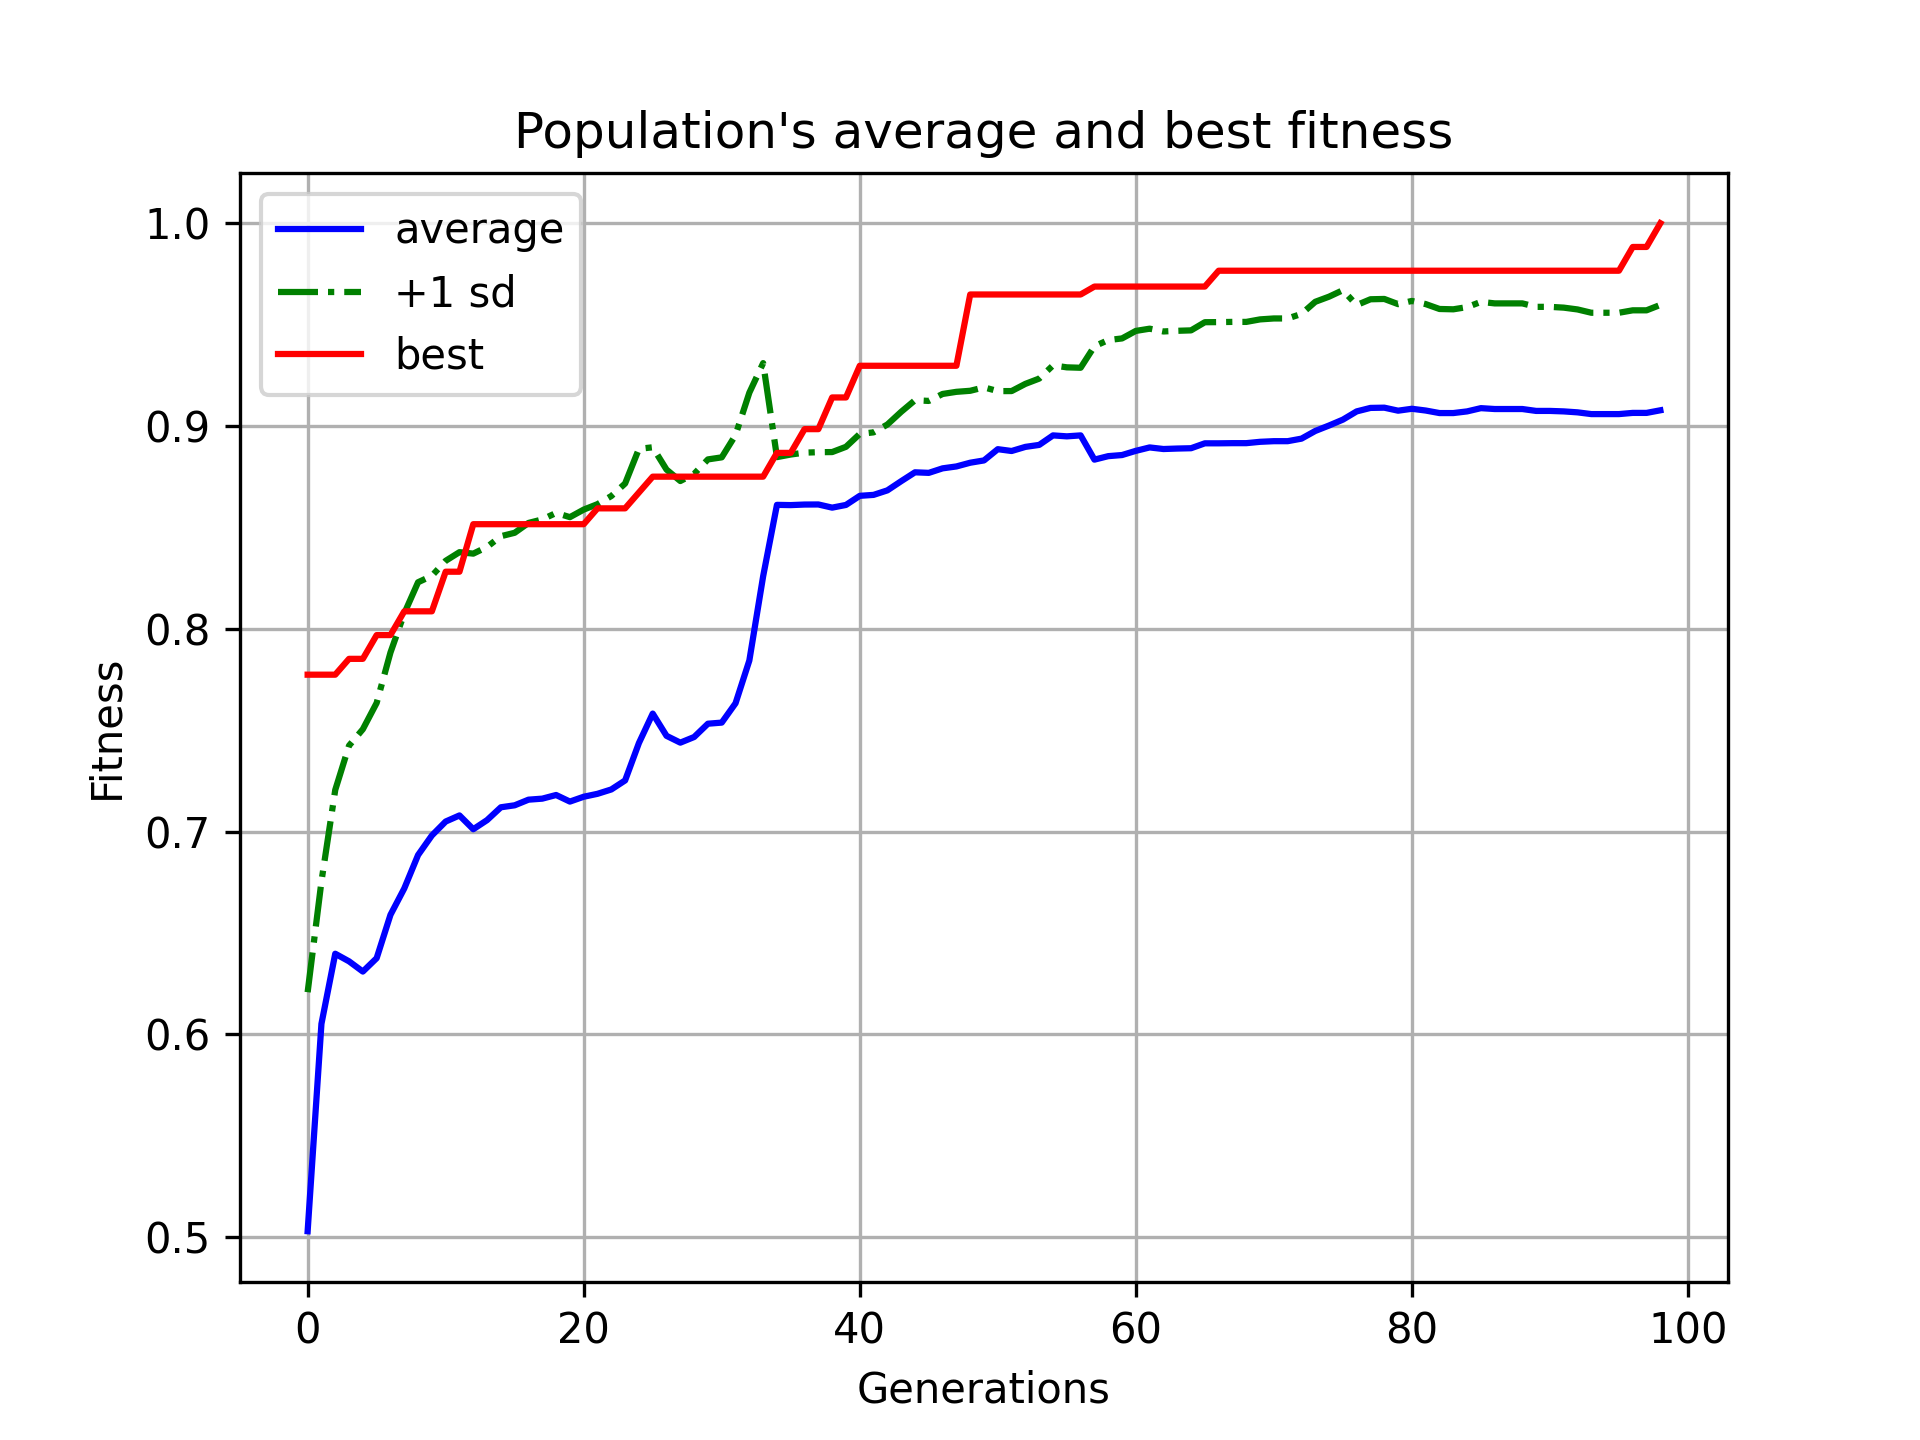 Population's average and best fitness
average
+1 sd
best
Fitness
1.0
0.9
0.8
0.7
0.6
0.5
0 20 40 60 80 100
Generations